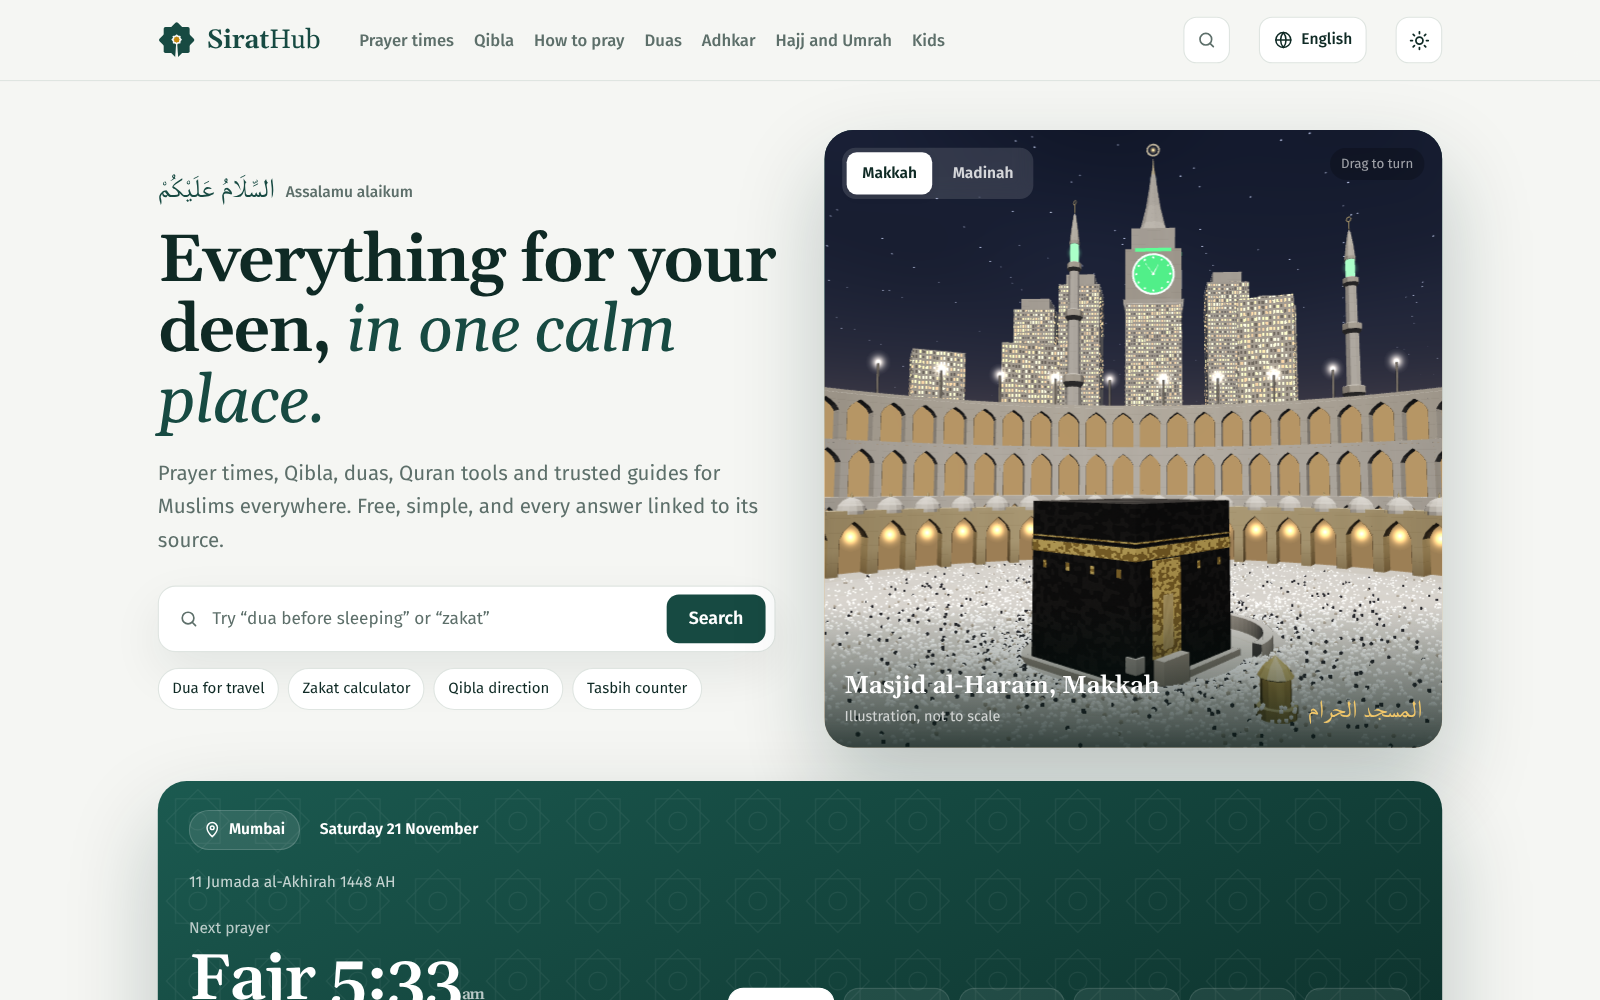 SiratHub
Prayer times
Qibla
How to pray
Duas
Adhkar
Hajj and Umrah
Kids
English
السَّلَامُ عَلَيْكُمْ
Assalamu alaikum
Everything for your
deen, in one calm
place.
Prayer times, Qibla, duas, Quran tools and trusted guides for
Muslims everywhere. Free, simple, and every answer linked to its
source.
Try “dua before sleeping” or “zakat”
Search
Dua for travel
Zakat calculator
Qibla direction
Tasbih counter
Makkah
Madinah
Drag to turn
Masjid al-Haram, Makkah
Illustration, not to scale
المسجد الحرام
Mumbai
Saturday 21 November
11 Jumada al-Akhirah 1448 AH
Next prayer
Fajr 5:33 am